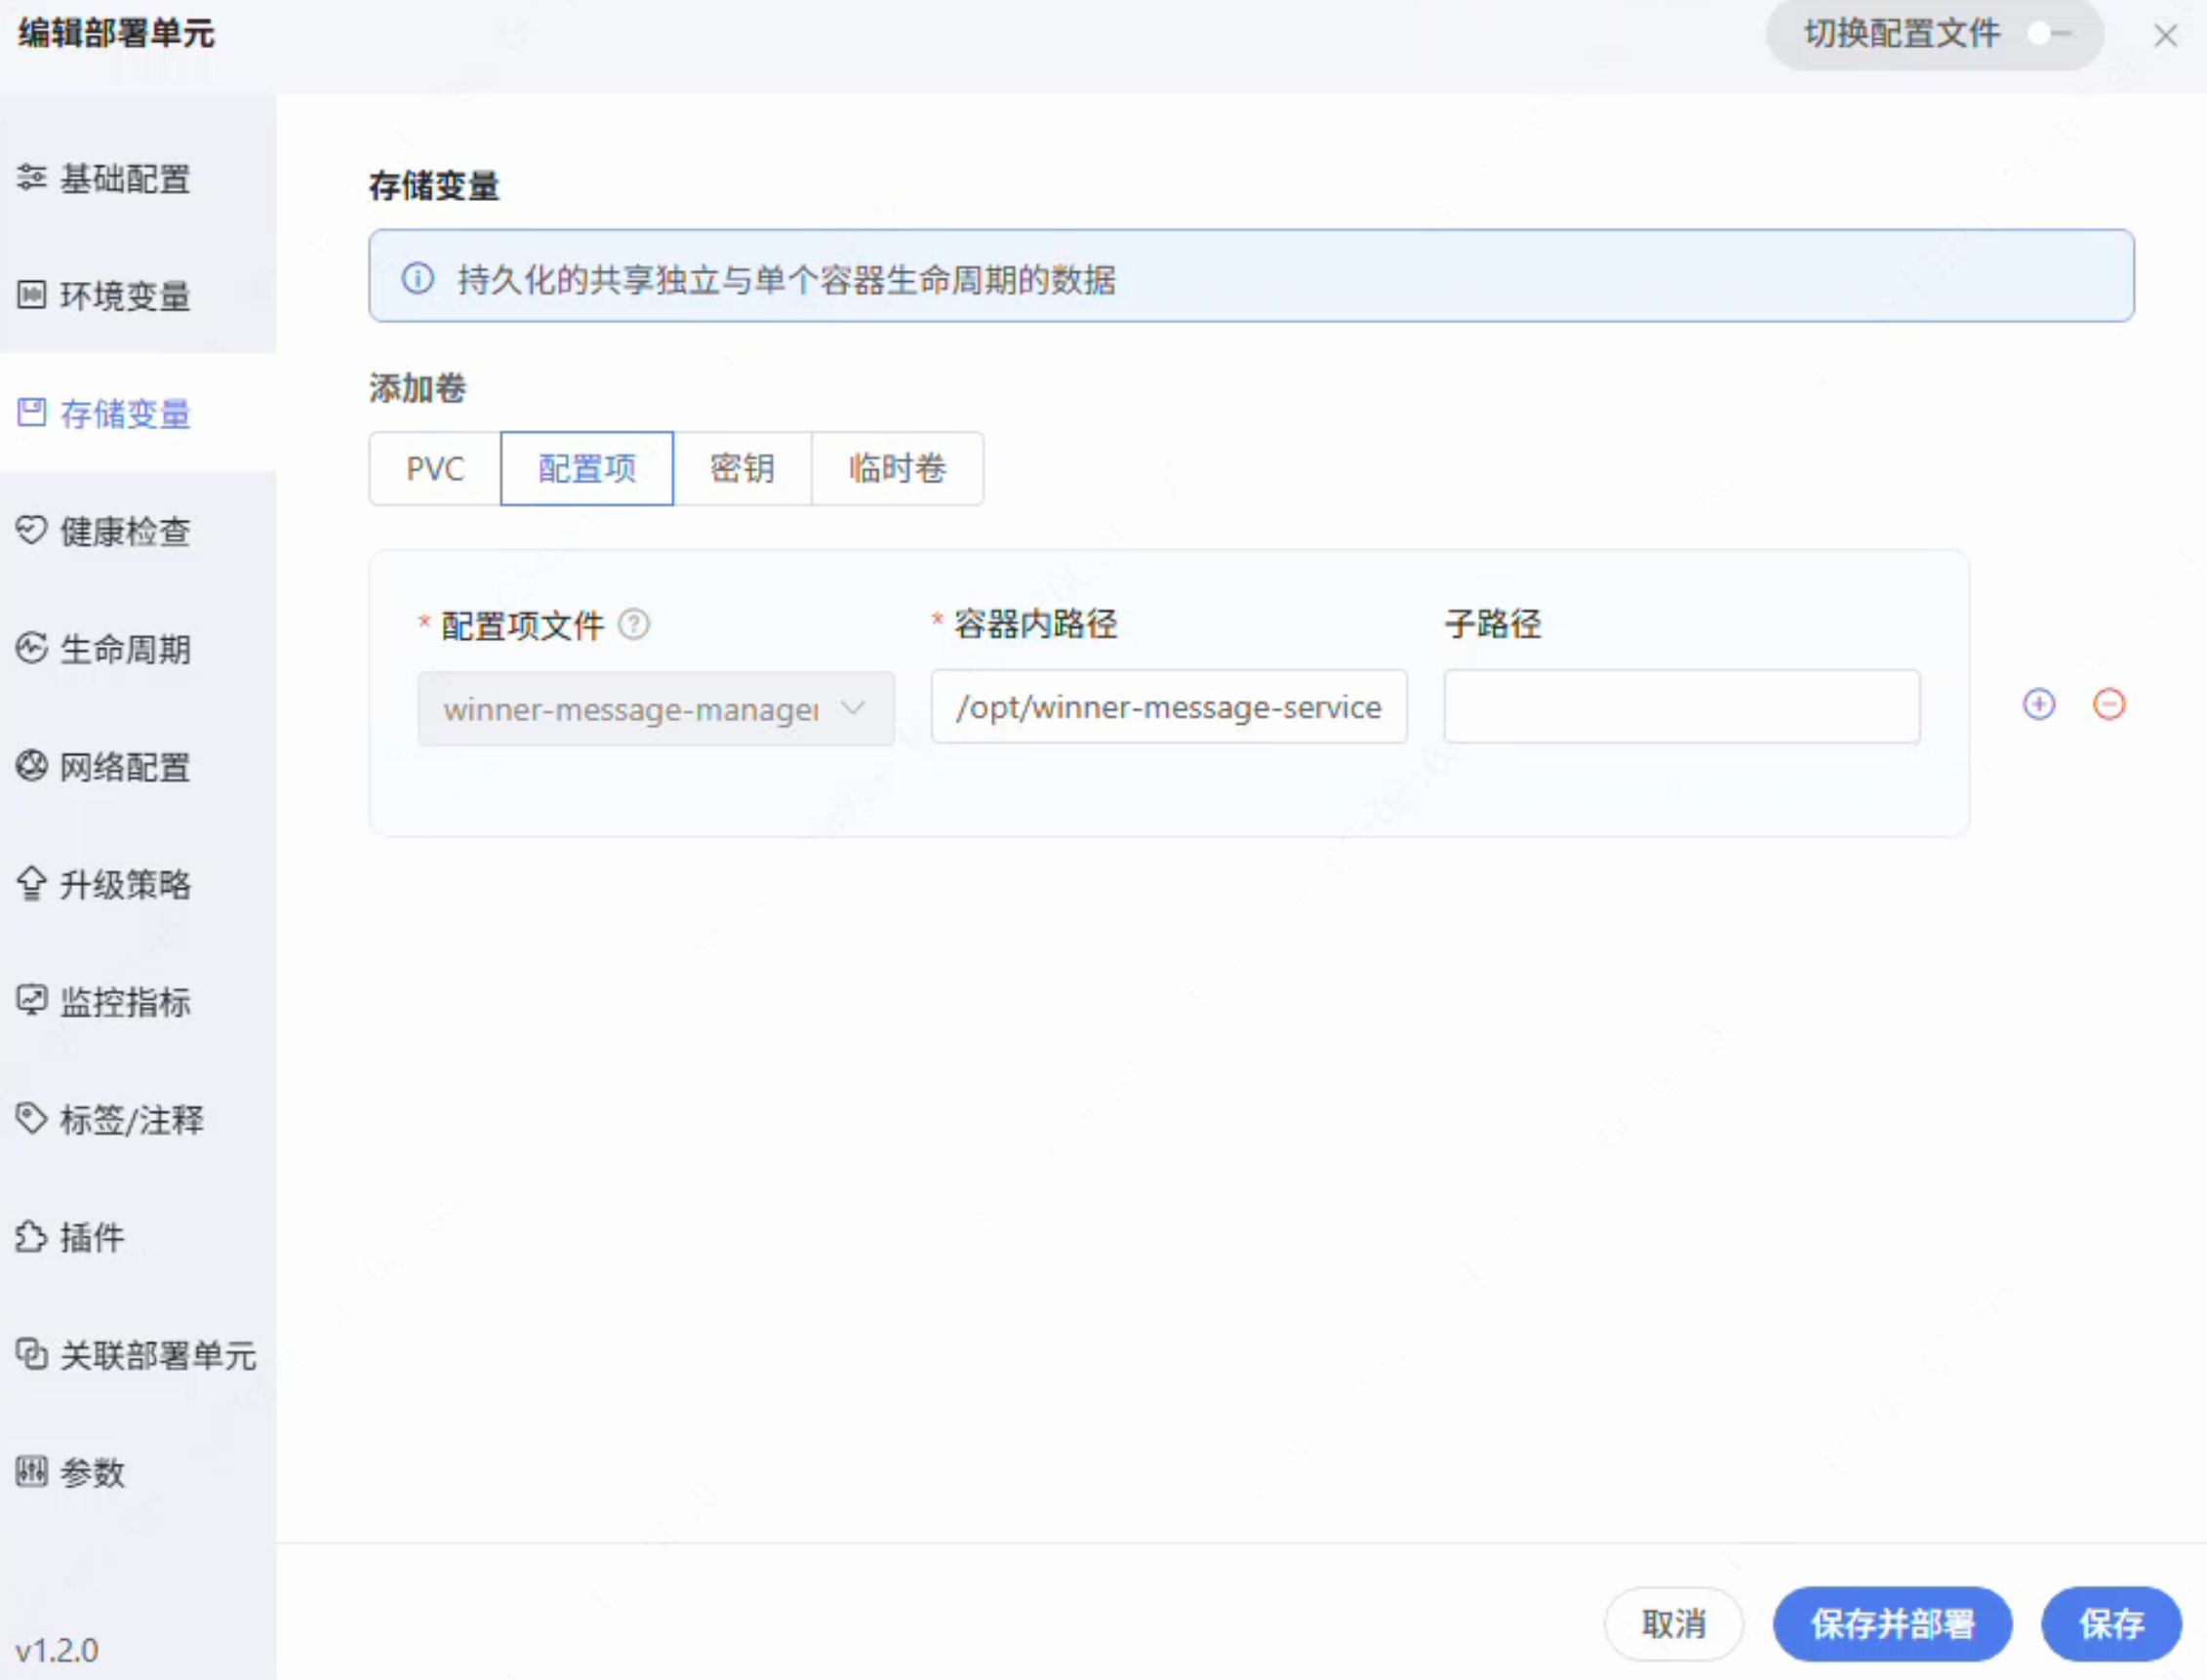 编辑部署单元
切换配置文件
基础配置
环境变量
存储变量
健康检查
生命周期
网络配置
升级策略
监控指标
标签/注释
插件
关联部署单元
参数
v1.2.0
存储变量
持久化的共享独立与单个容器生命周期的数据
添加卷
PVC 配置项 密钥 临时卷
* 配置项文件 * 容器内路径 子路径
winner-message-manager /opt/winner-message-service
取消 保存并部署 保存